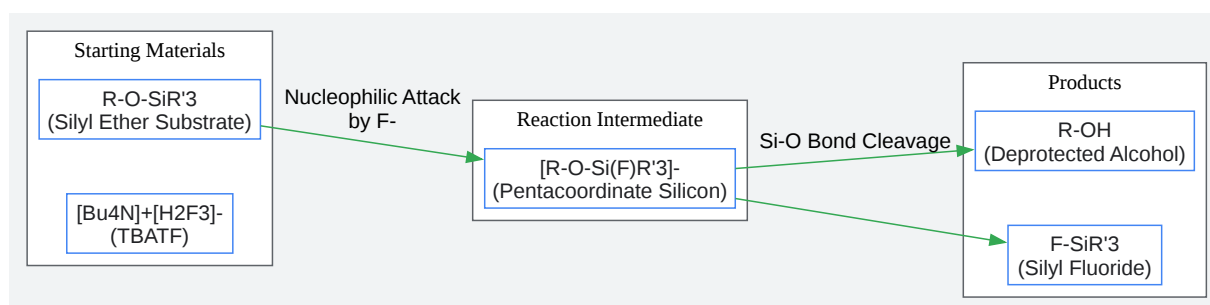 Starting Materials
R-O-SiR'3
(Silyl Ether Substrate)
[Bu4N]+[H2F3]-
(TBATF)
Nucleophilic Attack
by F-
Reaction Intermediate
[R-O-Si(F)R'3]-
(Pentacoordinate Silicon)
Si-O Bond Cleavage
Products
R-OH
(Deprotected Alcohol)
F-SiR'3
(Silyl Fluoride)